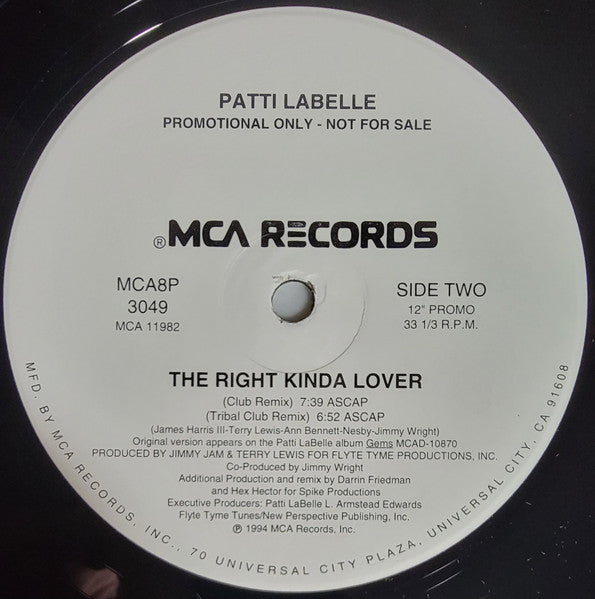 PATTI LABELLE
PROMOTIONAL ONLY - NOT FOR SALE
®MCA RECORDS
MCA8P
3049
MCA 11982
SIDE TWO
12" PROMO
33 1/3 R.P.M.
THE RIGHT KINDA LOVER
(Club Remix) 7:39 ASCAP
(Tribal Club Remix) 6:52 ASCAP
(James Harris III-Terry Lewis-Ann Bennett-Nesby-Jimmy Wright)
Original version appears on the Patti LaBelle album Gems MCAD-10870
PRODUCED BY JIMMY JAM & TERRY LEWIS FOR FLYTE TYME PRODUCTIONS, INC.
Co-Produced by Jimmy Wright
Additional Production and remix by Darrin Friedman
and Hex Hector for Spike Productions
Executive Producers: Patti LaBelle L. Armstead Edwards
Flyte Tyme Tunes/New Perspective Publishing, Inc.
℗ 1994 MCA Records, Inc.
MFD. BY MCA RECORDS, INC., 70 UNIVERSAL CITY PLAZA, UNIVERSAL CITY, CA 91608